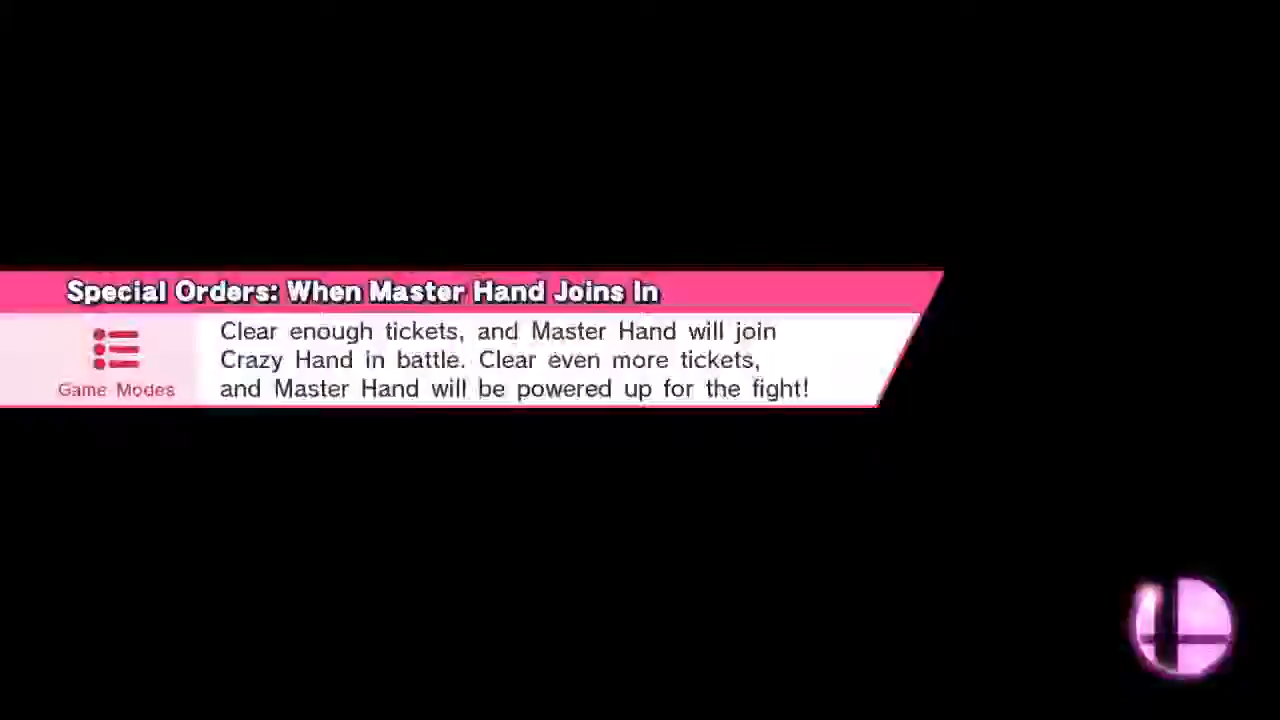 Special Orders: When Master Hand Joins In
Clear enough tickets, and Master Hand will join
Crazy Hand in battle. Clear even more tickets,
and Master Hand will be powered up for the fight!
Game Modes